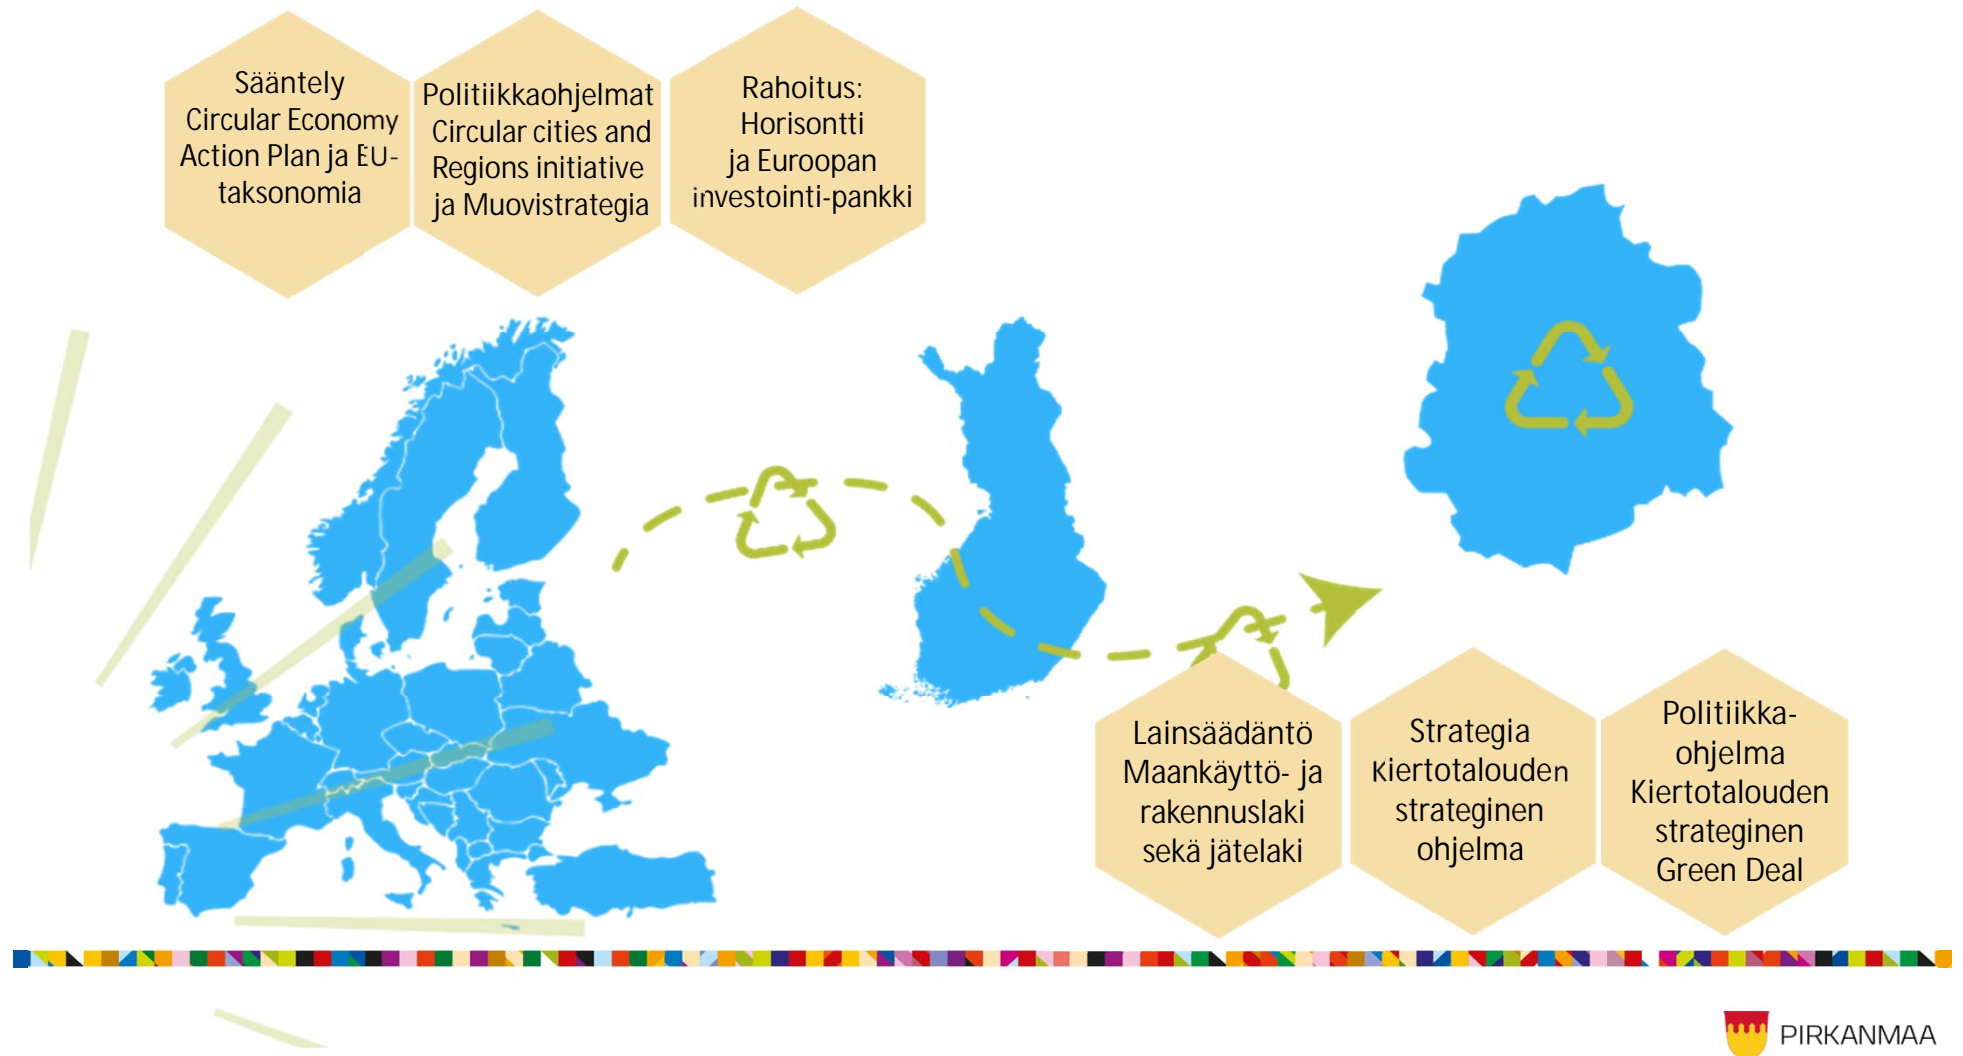 Sääntely
Circular Economy
Action Plan ja EU-
taksonomia
Politiikkaohjelmat
Circular cities and
Regions initiative
ja Muovistrategia
Rahoitus:
Horisontti
ja Euroopan
investointi-pankki
Lainsäädäntö
Maankäyttö- ja
rakennuslaki
sekä jätelaki
Strategia
Kiertotalouden
strateginen
ohjelma
Politiikka-
ohjelma
Kiertotalouden
strateginen
Green Deal
PIRKANMAA